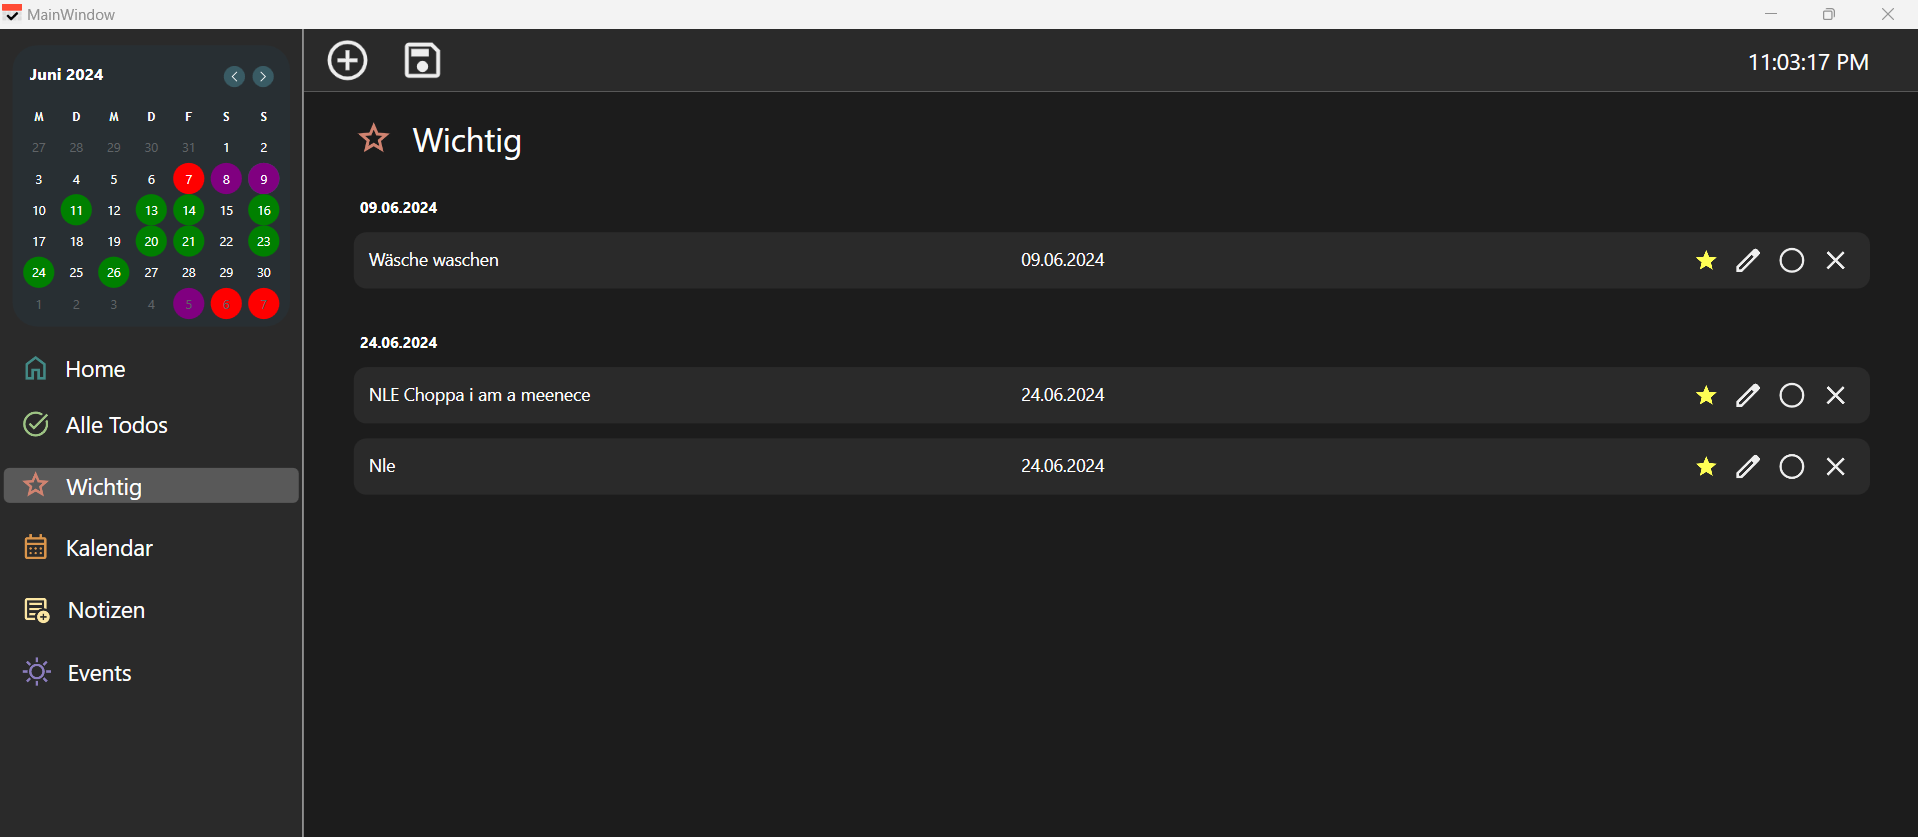 MainWindow
11:03:17 PM
Juni 2024
M D M D F S S
27 28 29 30 31 1 2
3 4 5 6 7 8 9
10 11 12 13 14 15 16
17 18 19 20 21 22 23
24 25 26 27 28 29 30
1 2 3 4 5 6 7
Home
Alle Todos
Wichtig
Kalendar
Notizen
Events
Wichtig
09.06.2024
Wäsche waschen 09.06.2024
24.06.2024
NLE Choppa i am a meenece 24.06.2024
Nle 24.06.2024